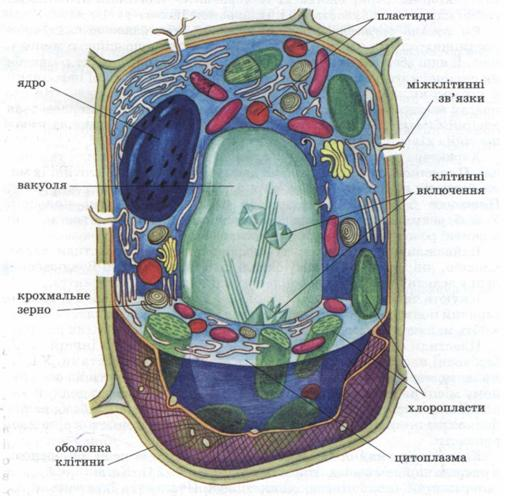 пластиди
ядро
міжклітинні
зв'язки
вакуоля
клітинні
включення
крохмальне
зерно
хлоропласти
оболонка
клітини
цитоплазма